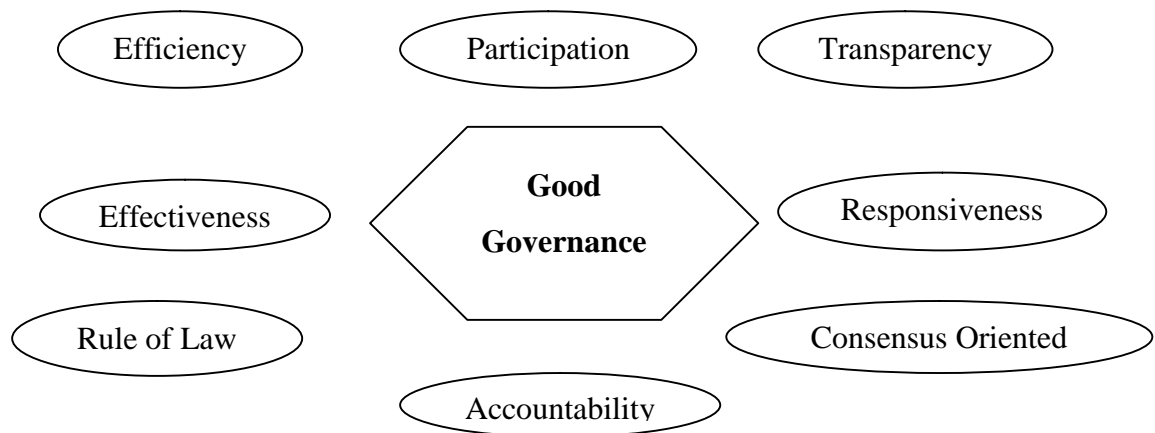 Efficiency
Participation
Transparency
Good
Governance
Effectiveness
Responsiveness
Rule of Law
Consensus Oriented
Accountability